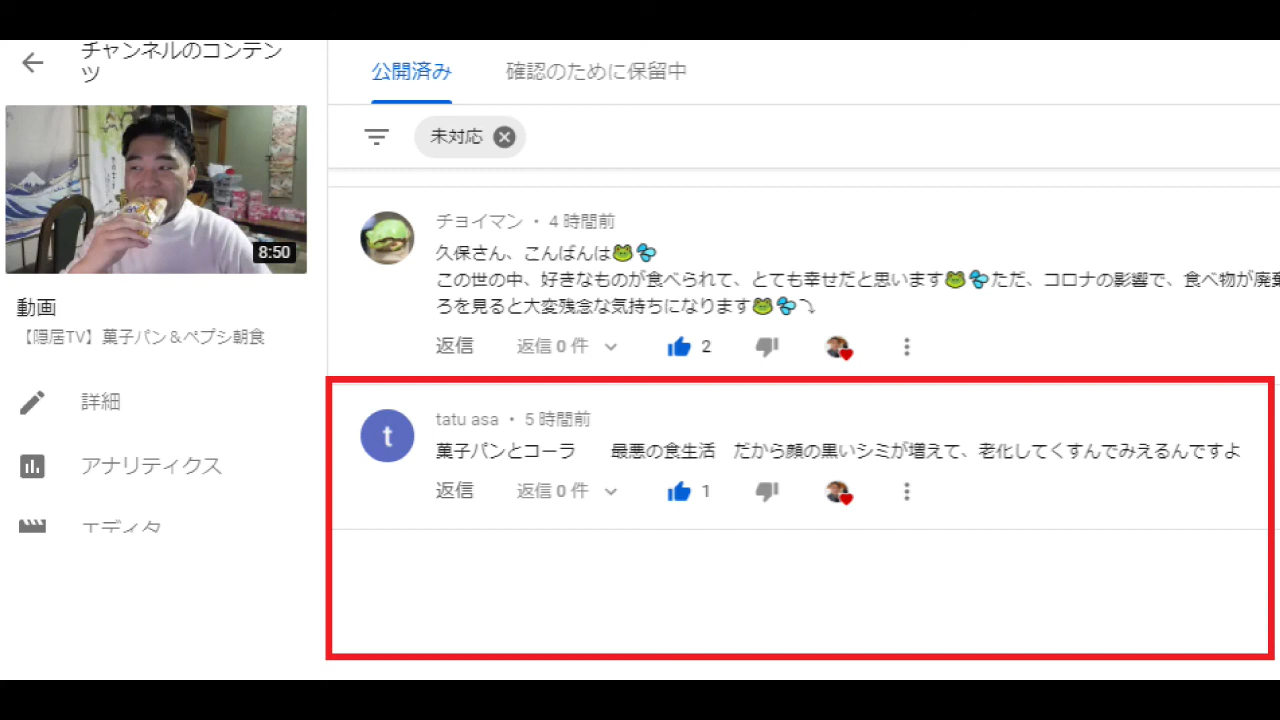 チャンネルのコンテン
ツ
8:50
動画
【隠居TV】菓子パン＆ペプシ朝食
詳細
アナリティクス
エディタ
公開済み
確認のために保留中
未対応
チョイマン ・ 4 時間前
久保さん、こんばんは🐸💦
この世の中、好きなものが食べられて、とても幸せだと思います🐸💦ただ、コロナの影響で、食べ物が廃棄
ろを見ると大変残念な気持ちになります🐸💦⤵
返信 返信 0 件 2
t
tatu asa ・ 5 時間前
菓子パンとコーラ　　最悪の食生活　だから顔の黒いシミが増えて、老化してくすんでみえるんですよ
返信 返信 0 件 1